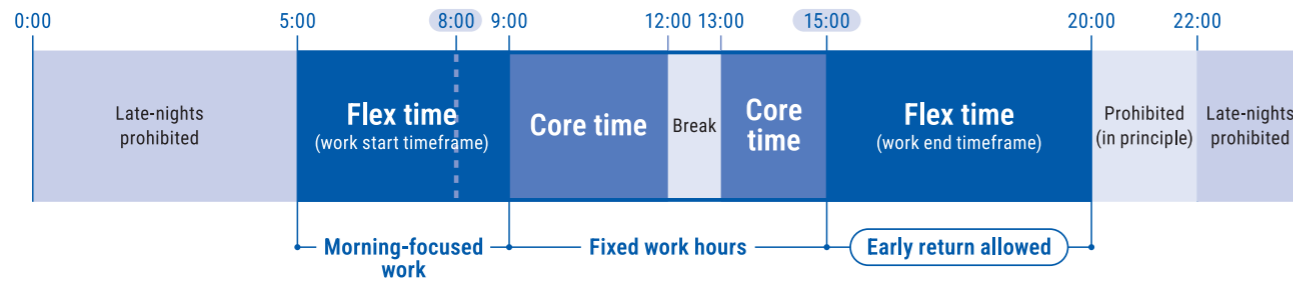 0:00 5:00 8:00 9:00 12:00 13:00 15:00 20:00 22:00
Late-nights
prohibited
Flex time
(work start timeframe)
Core time
Break
Core
time
Flex time
(work end timeframe)
Prohibited
(in principle)
Late-nights
prohibited
Morning-focused
work
Fixed work hours
Early return allowed